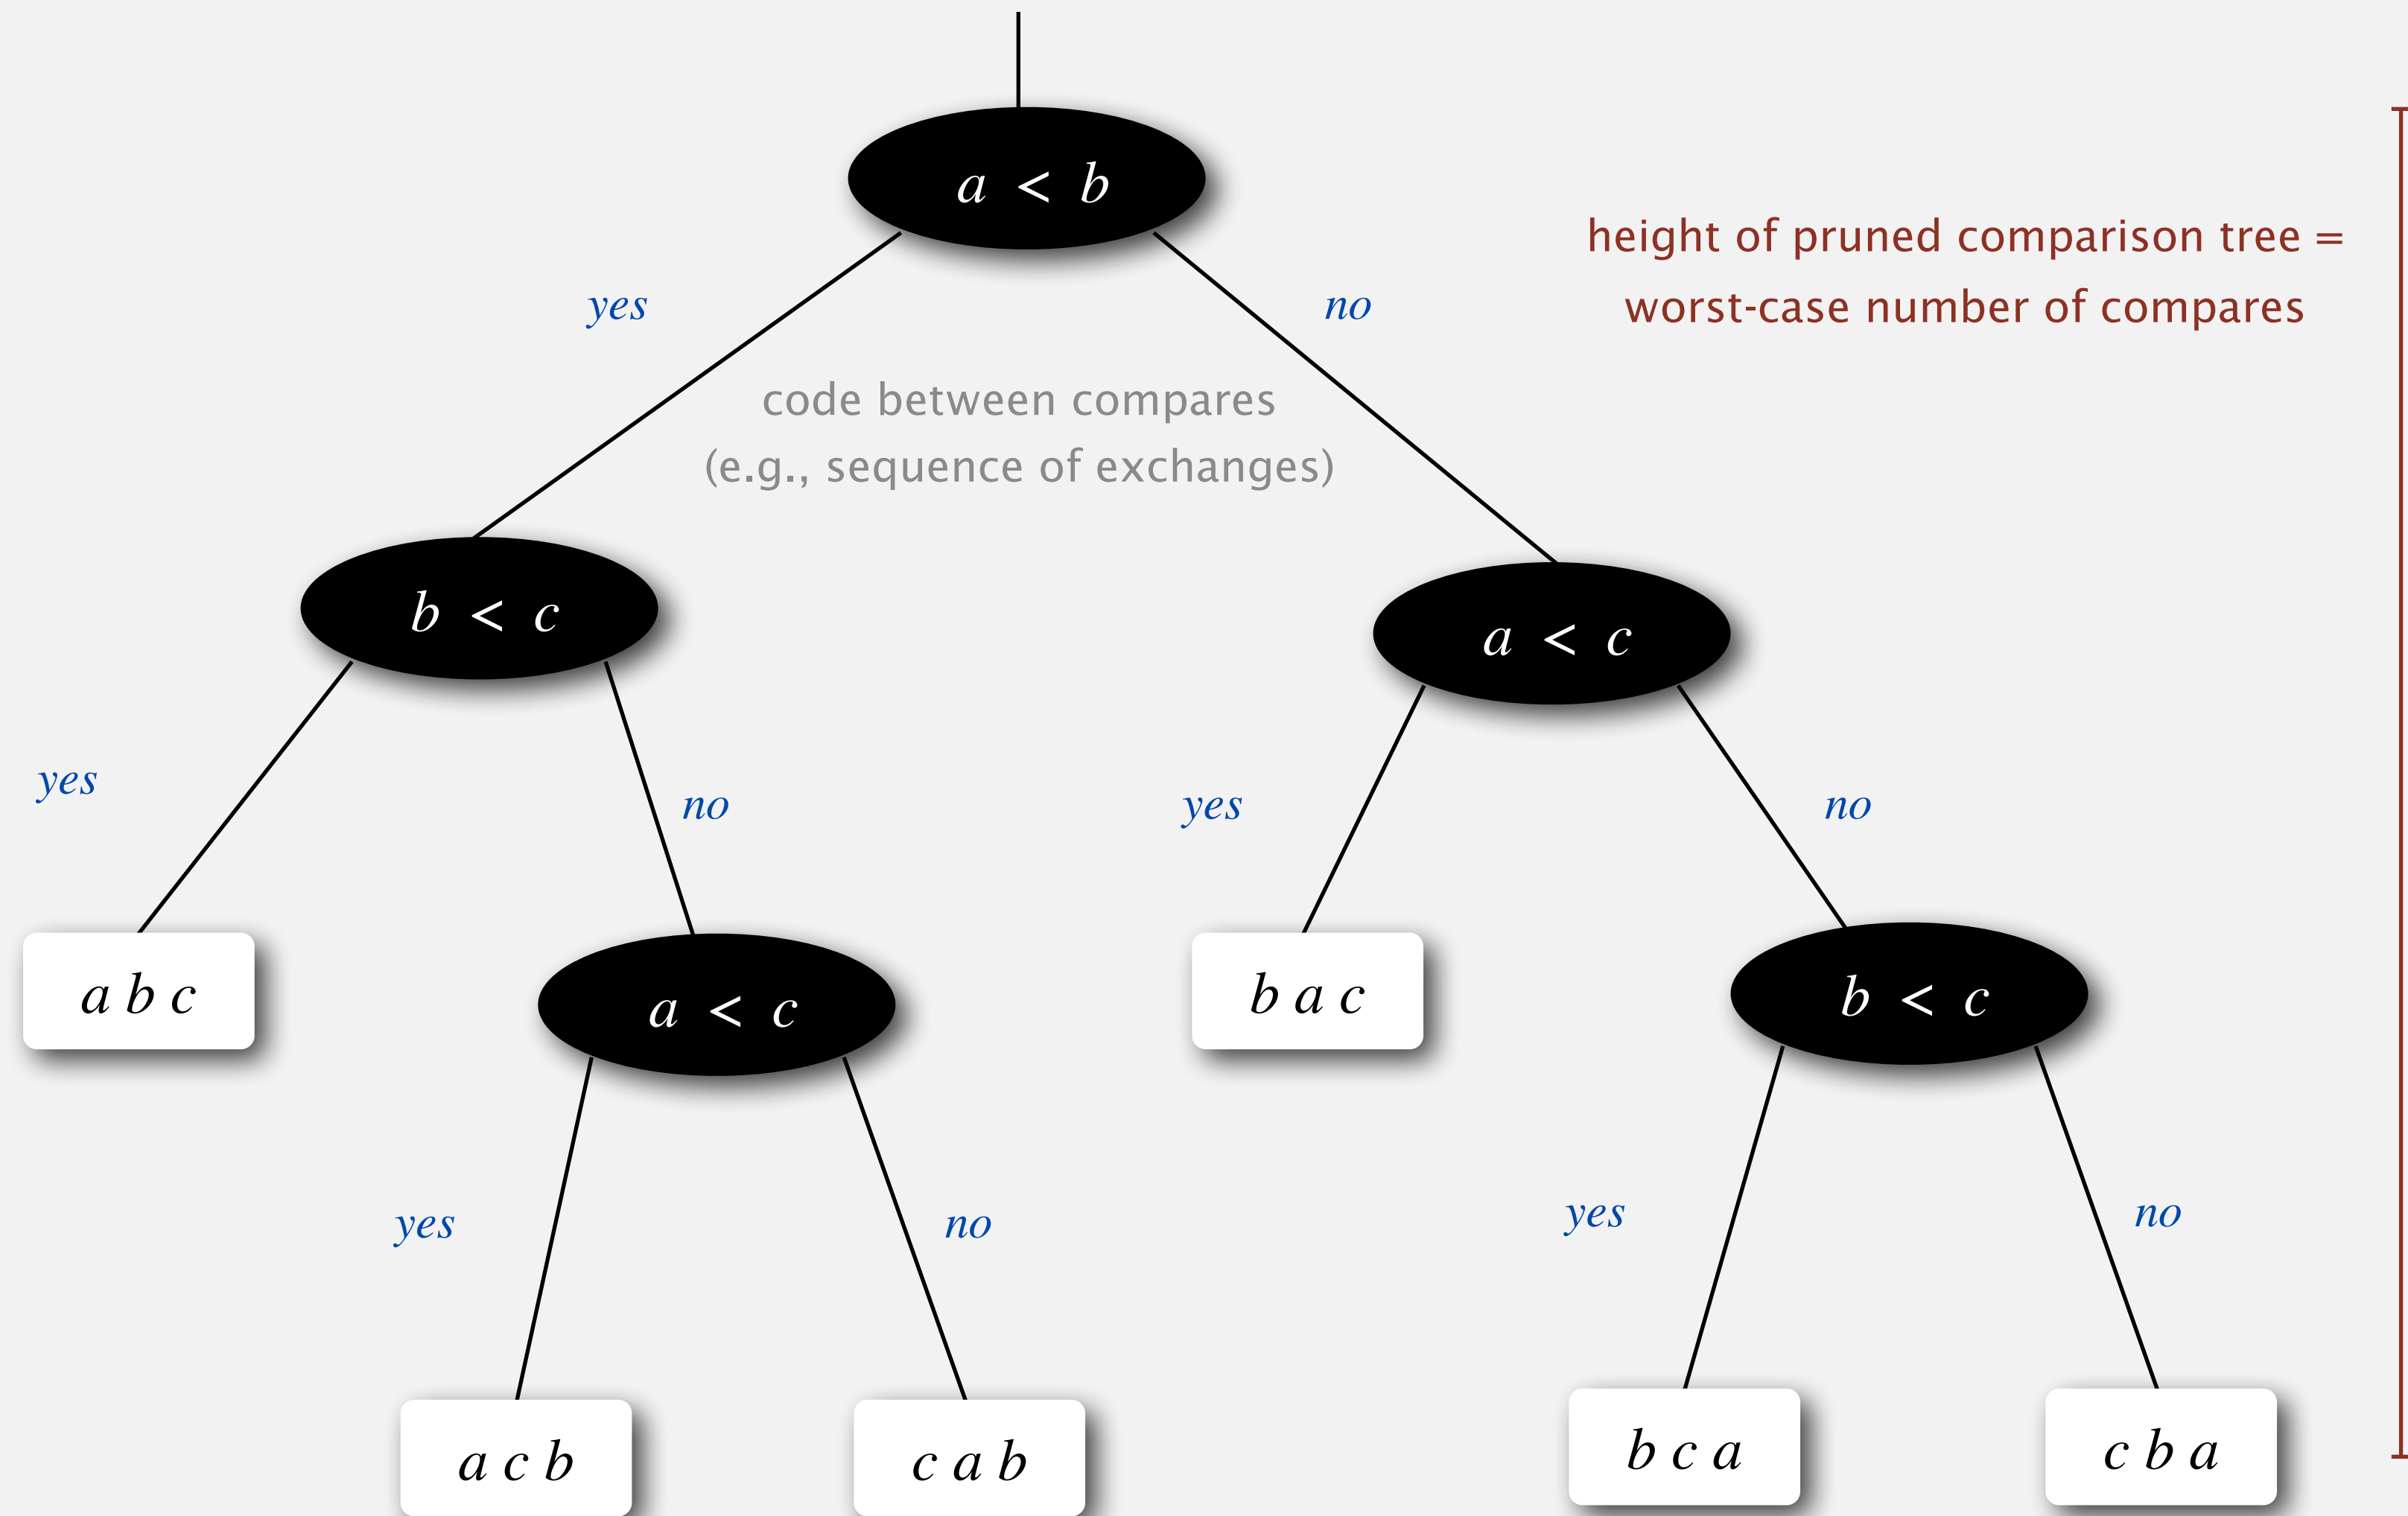 a < b
height of pruned comparison tree =
worst-case number of compares
yes
no
code between compares
(e.g., sequence of exchanges)
b < c
a < c
yes
no
yes
no
a b c
a < c
b a c
b < c
yes
no
yes
no
a c b
c a b
b c a
c b a